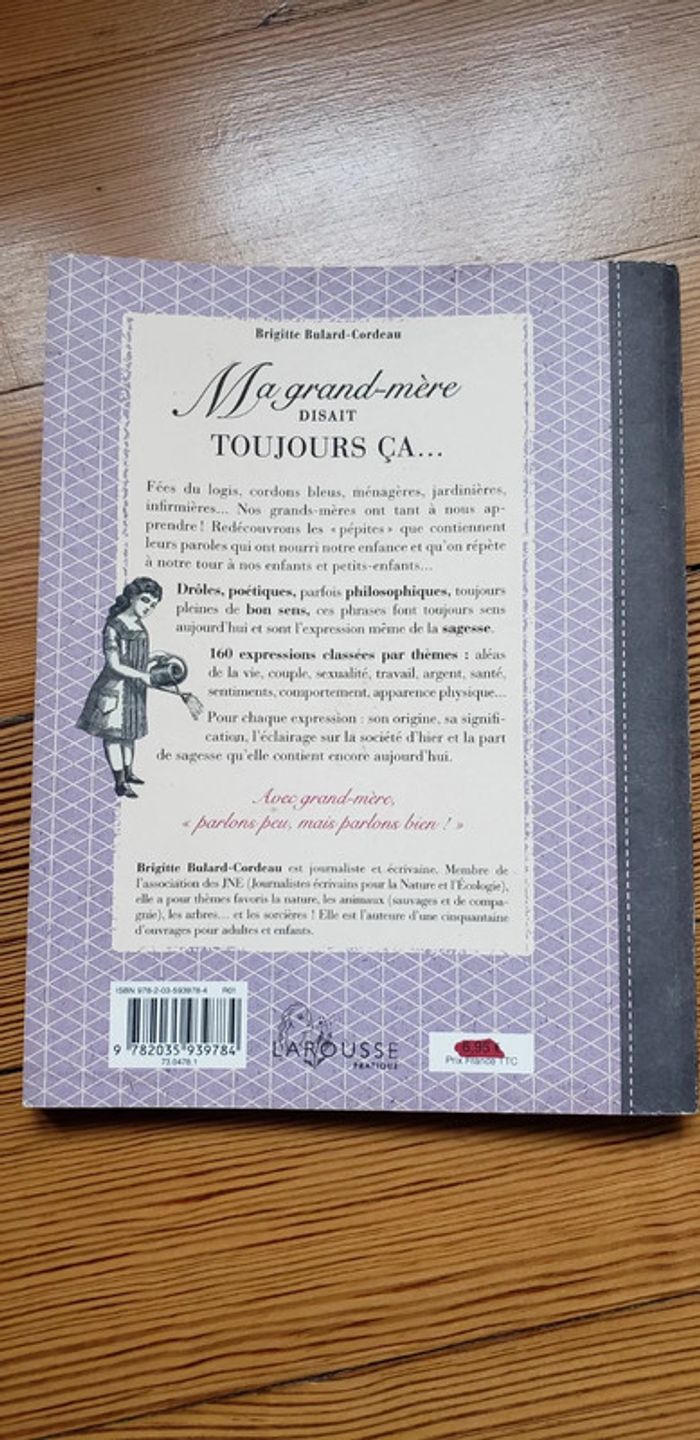 Brigitte Bulard-Cordeau
Ma grand-mère
DISAIT
TOUJOURS ÇA...
Fées du logis, cordons bleus, ménagères, jardinières,
infirmières... Nos grands-mères ont tant à nous ap-
prendre ! Redécouvrons les « pépites » que contiennent
leurs paroles qui ont nourri notre enfance et qu'on répète
à notre tour à nos enfants et petits-enfants...
Drôles, poétiques, parfois philosophiques, toujours
pleines de bon sens, ces phrases font toujours sens
aujourd'hui et sont l'expression même de la sagesse.
160 expressions classées par thèmes : aléas
de la vie, couple, sexualité, travail, argent, santé,
sentiments, comportement, apparence physique...
Pour chaque expression : son origine, sa signifi-
cation, l'éclairage sur la société d'hier et la part
de sagesse qu'elle contient encore aujourd'hui.
Avec grand-mère,
« parlons peu, mais parlons bien ! »
Brigitte Bulard-Cordeau est journaliste et écrivaine. Membre de
l'association des JNE (Journalistes écrivains pour la Nature et l'Écologie),
elle a pour thèmes favoris la nature, les animaux (sauvages et de compa-
gnie), les arbres... et les sorcières ! Elle est l'auteure d'une cinquantaine
d'ouvrages pour adultes et enfants.
ISBN 978-2-03-593978-4 R01
9 782035 939784
73.0478.1
LAROUSSE
PRATIQUE
6.95 €
Prix France TTC